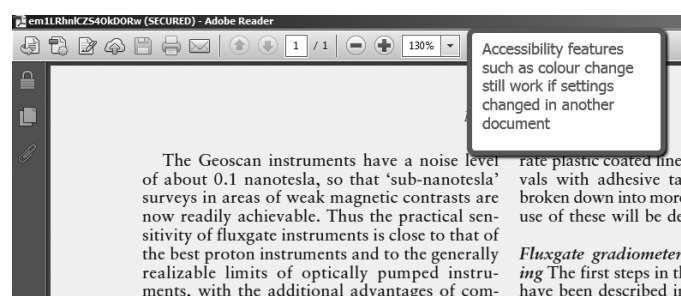 em1LRhnlCZS40kDORw (SECURED) - Adobe Reader
1 / 1
130%
Accessibility features
such as colour change
still work if settings
changed in another
document
The Geoscan instruments have a noise level
of about 0.1 nanotesla, so that ‘sub-nanotesla’
surveys in areas of weak magnetic contrasts are
now readily achievable. Thus the practical sen-
sitivity of fluxgate instruments is close to that of
the best proton instruments and to the generally
realizable limits of optically pumped instru-
ments, with the additional advantages of com-
rate plastic coated line
vals with adhesive ta
broken down into more
use of these will be de
Fluxgate gradiometer
ing The first steps in th
have been described in